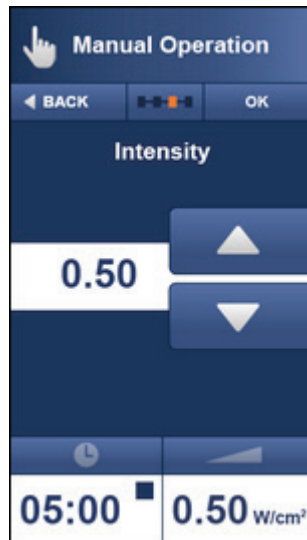 Manual Operation
BACK
OK
Intensity
0.50
05:00
0.50 W/cm²